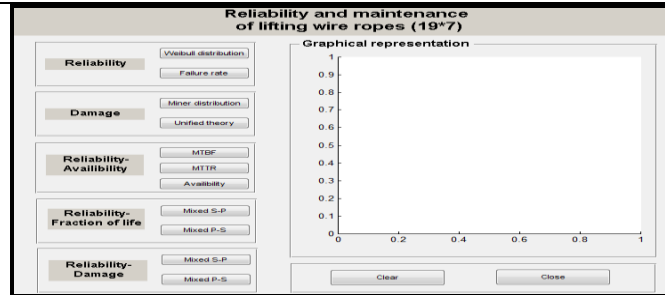 Reliability and maintenance
of lifting wire ropes (19*7)
Reliability
Weibull distribution
Failure rate
Damage
Miner distribution
Unified theory
Reliability-
Availibility
MTBF
MTTR
Availibility
Reliability-
Fraction of life
Mixed S-P
Mixed P-S
Reliability-
Damage
Mixed S-P
Mixed P-S
Graphical representation
1
0.9
0.8
0.7
0.6
0.5
0.4
0.3
0.2
0.1
0
0 0.2 0.4 0.6 0.8 1
Clear
Close